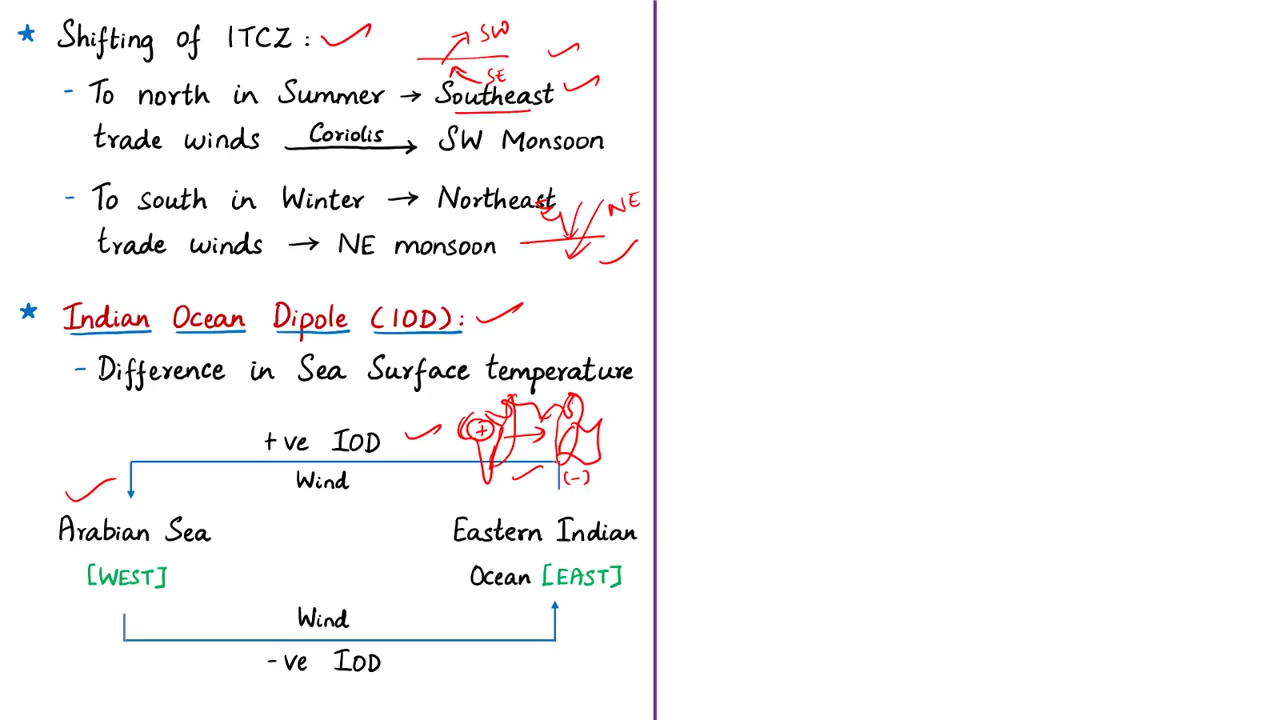 * Shifting of ITCZ :
SW
SE
- To north in Summer → Southeast
trade winds Coriolis → SW Monsoon
- To south in Winter → Northeast
NE
trade winds → NE monsoon
* Indian Ocean Dipole (IOD):
- Difference in Sea Surface temperature
+ve IOD
+
Wind
(-)
Arabian Sea Eastern Indian
[WEST] Ocean [EAST]
Wind
-ve IOD